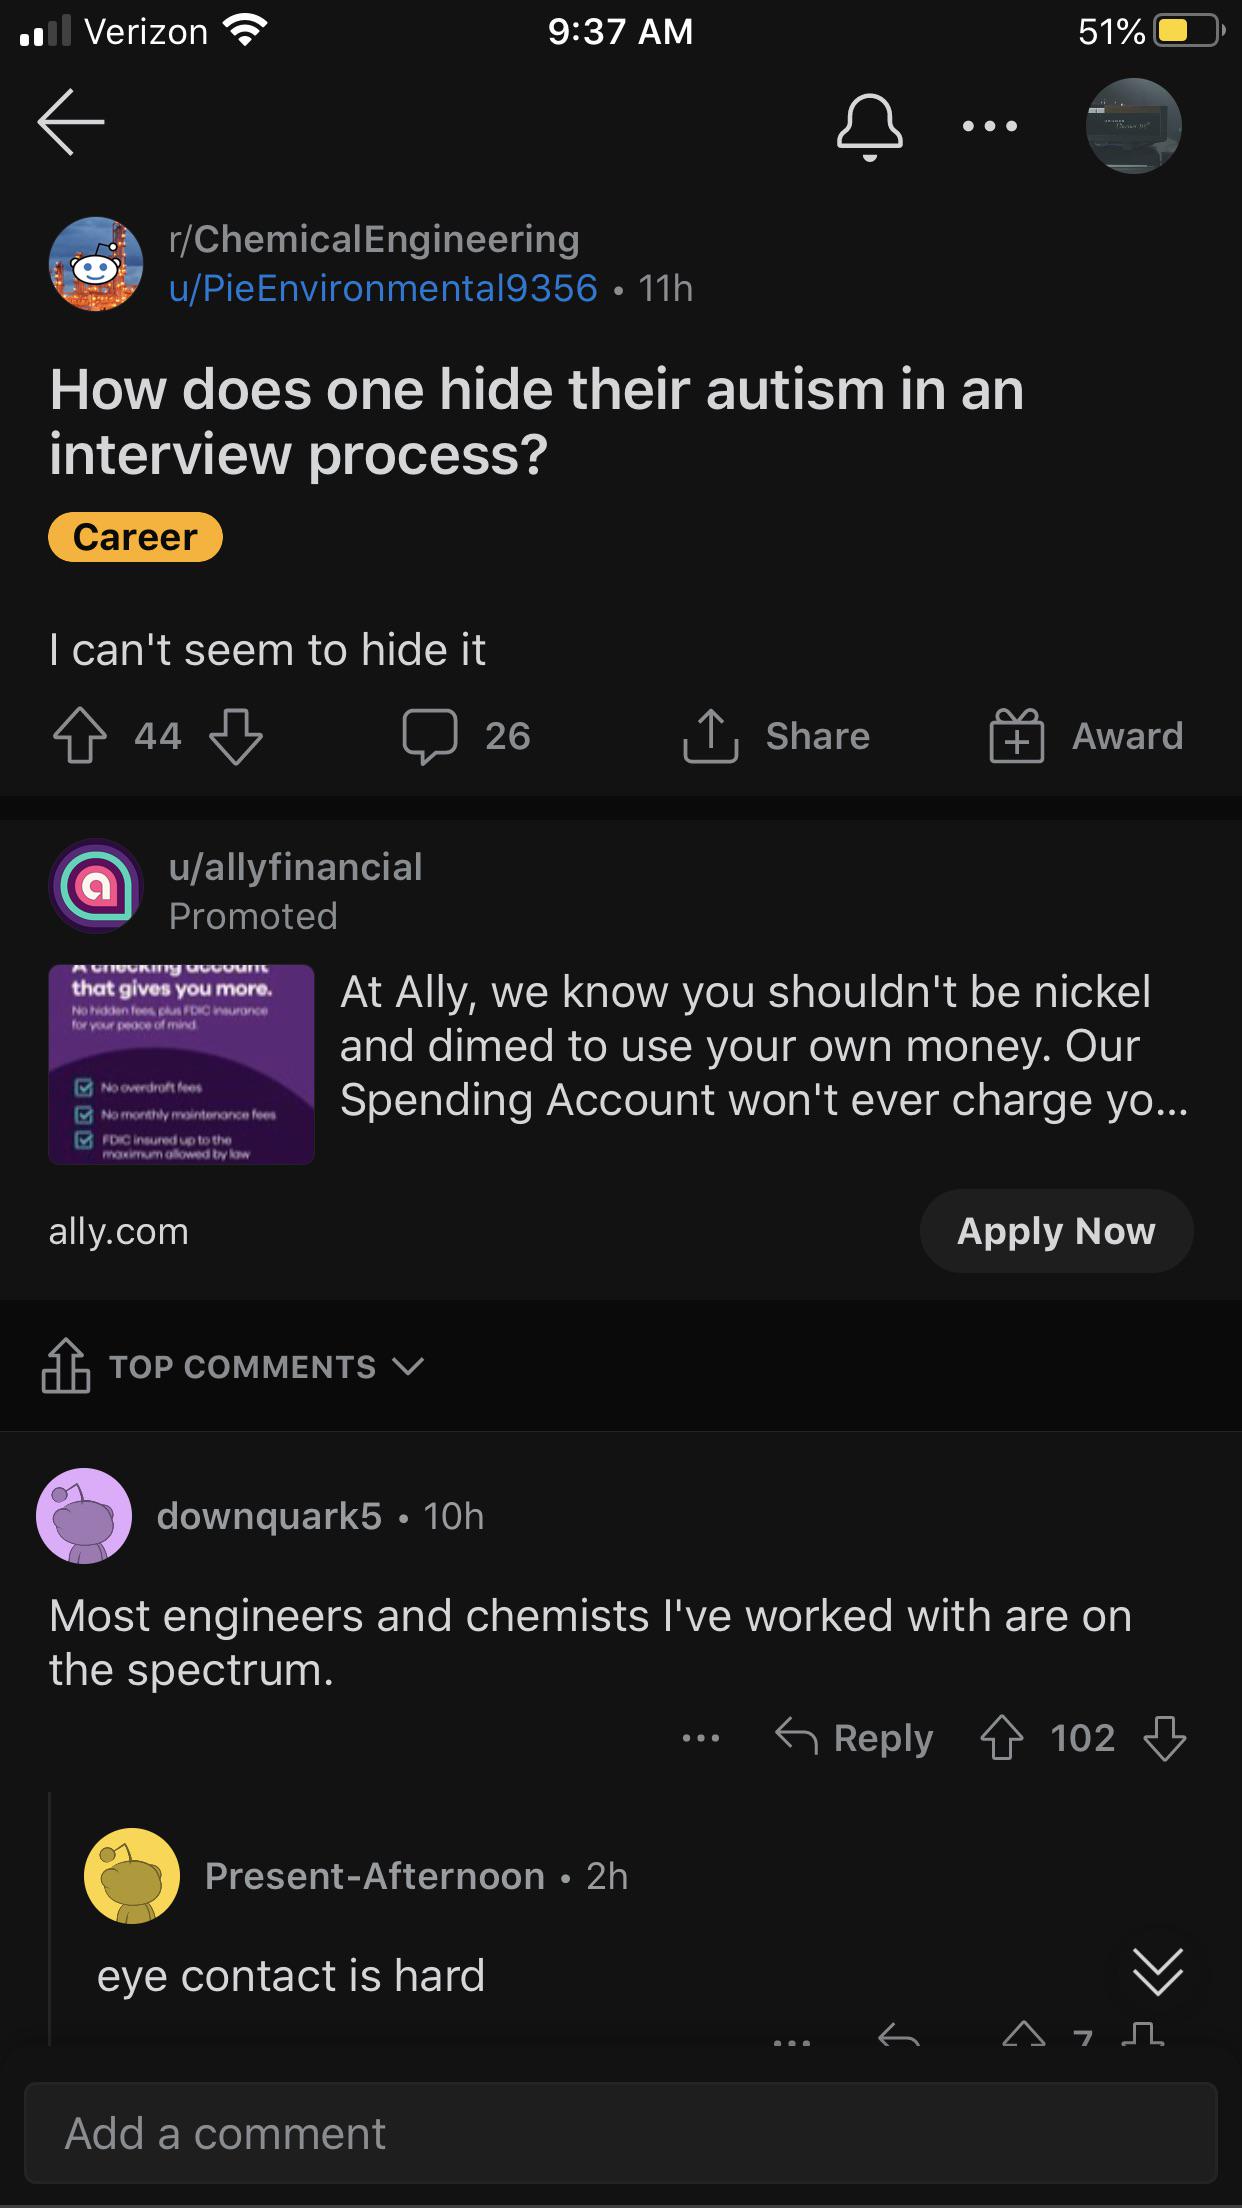 Verizon 9:37 AM 51%
r/ChemicalEngineering
u/PieEnvironmental9356 • 11h
How does one hide their autism in an
interview process?
Career
I can't seem to hide it
44 26 Share Award
u/allyfinancial
Promoted
A checking account
that gives you more.
No hidden fees, plus FDIC insurance
for your peace of mind.
No overdraft fees
No monthly maintenance fees
FDIC insured up to the
maximum allowed by law
At Ally, we know you shouldn't be nickel
and dimed to use your own money. Our
Spending Account won't ever charge yo...
ally.com Apply Now
TOP COMMENTS
downquark5 • 10h
Most engineers and chemists I've worked with are on
the spectrum.
Reply 102
Present-Afternoon • 2h
eye contact is hard
7
Add a comment